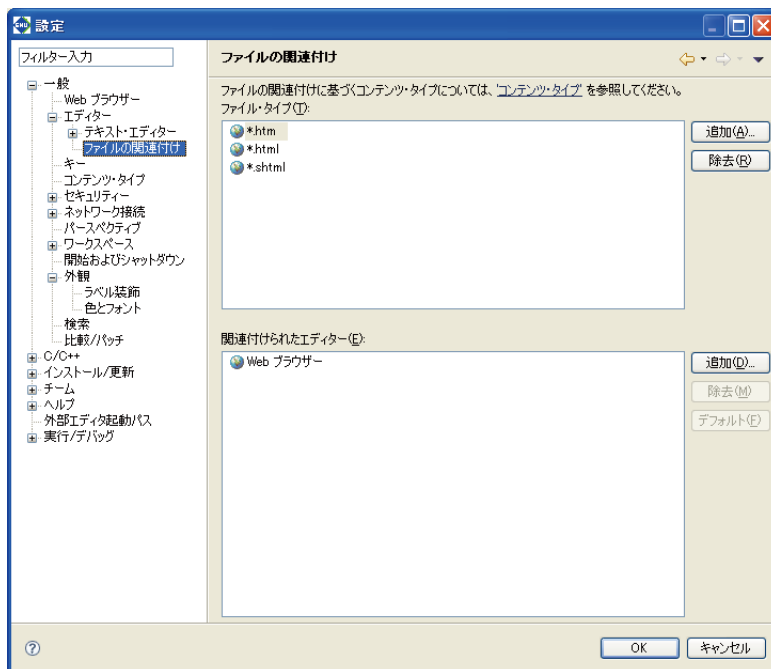 設定
フィルター入力
一般
Web ブラウザー
エディター
テキスト・エディター
ファイルの関連付け
キー
コンテンツ・タイプ
セキュリティー
ネットワーク接続
パースペクティブ
ワークスペース
開始およびシャットダウン
外観
ラベル装飾
色とフォント
検索
比較/パッチ
C/C++
インストール/更新
チーム
ヘルプ
外部エディタ起動パス
実行/デバッグ
ファイルの関連付け
ファイルの関連付けに基づくコンテンツ・タイプについては、'コンテンツ・タイプ' を参照してください。
ファイル・タイプ(T):
*.htm
*.html
*.shtml
追加(A)...
除去(R)
関連付けられたエディター(E):
Web ブラウザー
追加(D)...
除去(M)
デフォルト(F)
OK
キャンセル